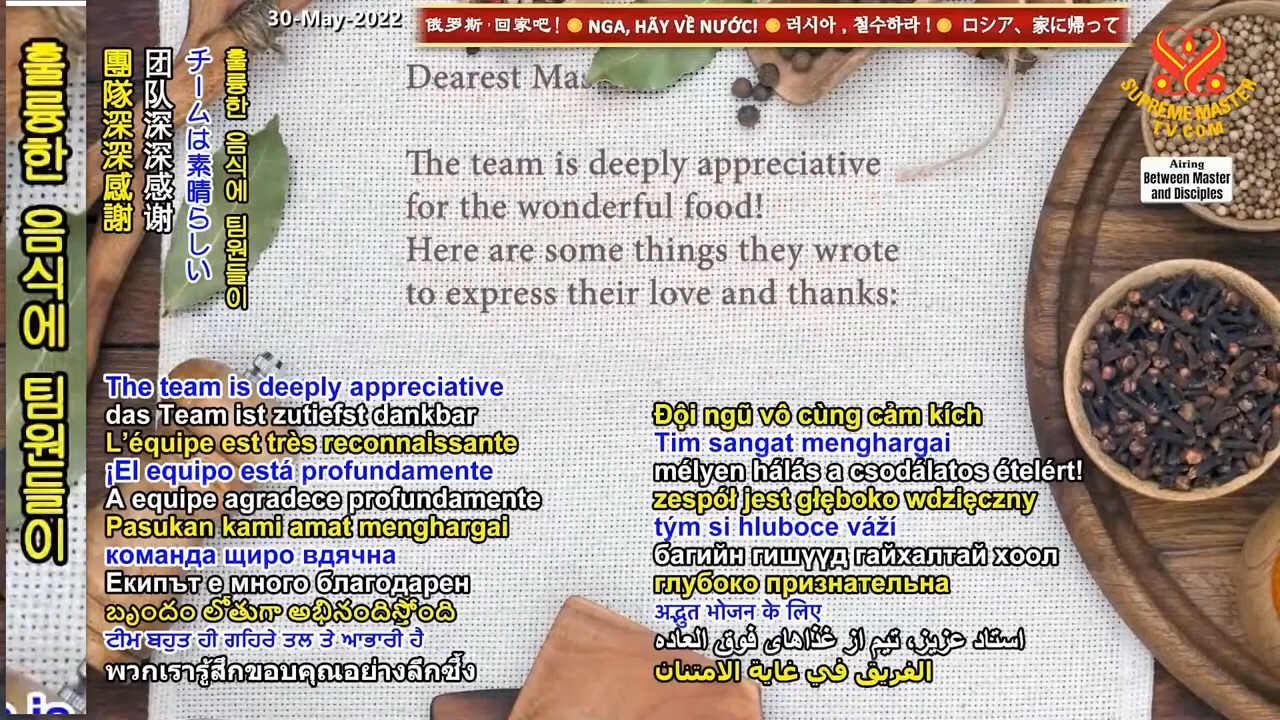 30-May-2022
俄罗斯，回家吧！ NGA, HÃY VỀ NƯỚC! 러시아, 철수하라! ロシア、家に帰って
SUPREME MASTER
TV.COM
Airing
Between Master
and Disciples
훌륭한 음식에 팀원들이
團隊深深感謝
团队深深感谢
チームは素晴らしい
훌륭한 음식에 팀원들이
Dearest Mas
The team is deeply appreciative
for the wonderful food!
Here are some things they wrote
to express their love and thanks:
The team is deeply appreciative
das Team ist zutiefst dankbar
L’équipe est très reconnaissante
¡El equipo está profundamente
A equipe agradece profundamente
Pasukan kami amat menghargai
команда щиро вдячна
Екипът е много благодарен
బృందం లోతుగా అభినందిస్తోంది
ਟੀਮ ਬਹੁਤ ਹੀ ਗਹਿਰੇ ਤਲ ਤੇ ਆਭਾਰੀ ਹੈ
พวกเรารู้สึกขอบคุณอย่างลึกซึ้ง
Đội ngũ vô cùng cảm kích
Tim sangat menghargai
mélyen hálás a csodálatos ételért!
zespół jest głęboko wdzięczny
tým si hluboce váží
багийн гишүүд гайхалтай хоол
глубоко признательна
अद्भुत भोजन के लिए
استاد عزیز، تیم از غذاهای فوق العاده
الفريق في غاية الامتنان